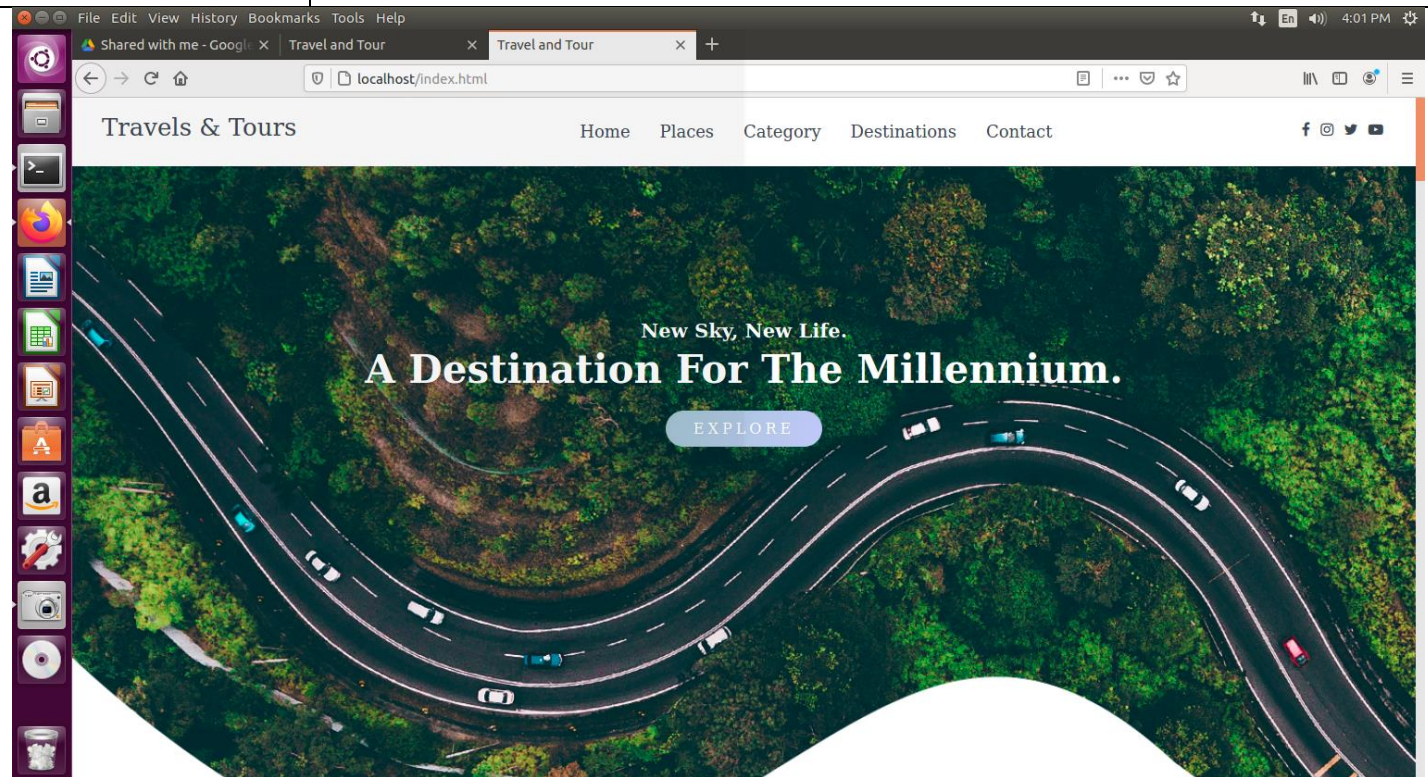 File Edit View History Bookmarks Tools Help
En
4:01 PM
Shared with me - Googl
Travel and Tour
Travel and Tour
localhost/index.html
Travels & Tours
Home Places Category Destinations Contact
New Sky, New Life.
A Destination For The Millennium.
EXPLORE